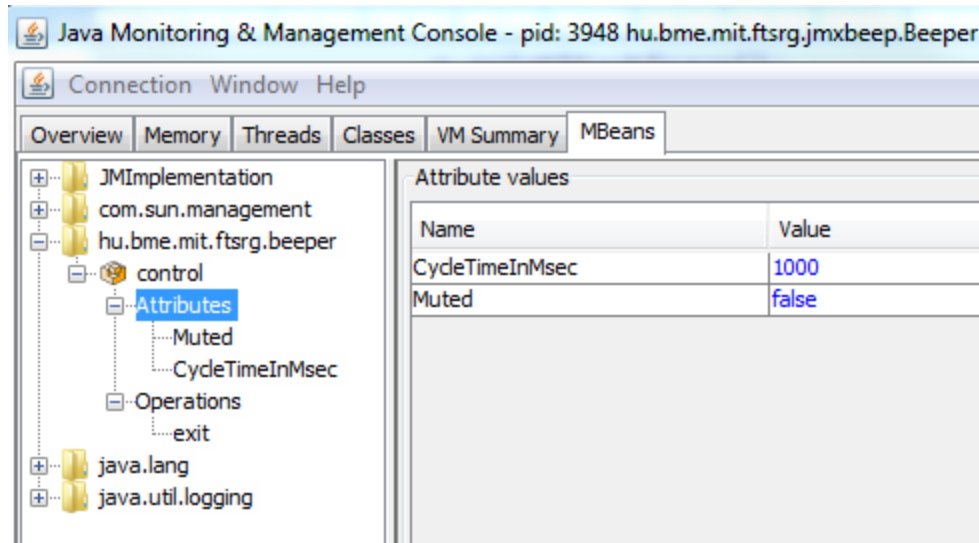 Java Monitoring & Management Console - pid: 3948 hu.bme.mit.ftsrg.jmxbeep.Beeper
Connection Window Help
Overview Memory Threads Classes VM Summary MBeans
JMImplementation
com.sun.management
hu.bme.mit.ftsrg.beeper
control
Attributes
Muted
CycleTimeInMsec
Operations
exit
java.lang
java.util.logging
Attribute values
Name Value
CycleTimeInMsec 1000
Muted false